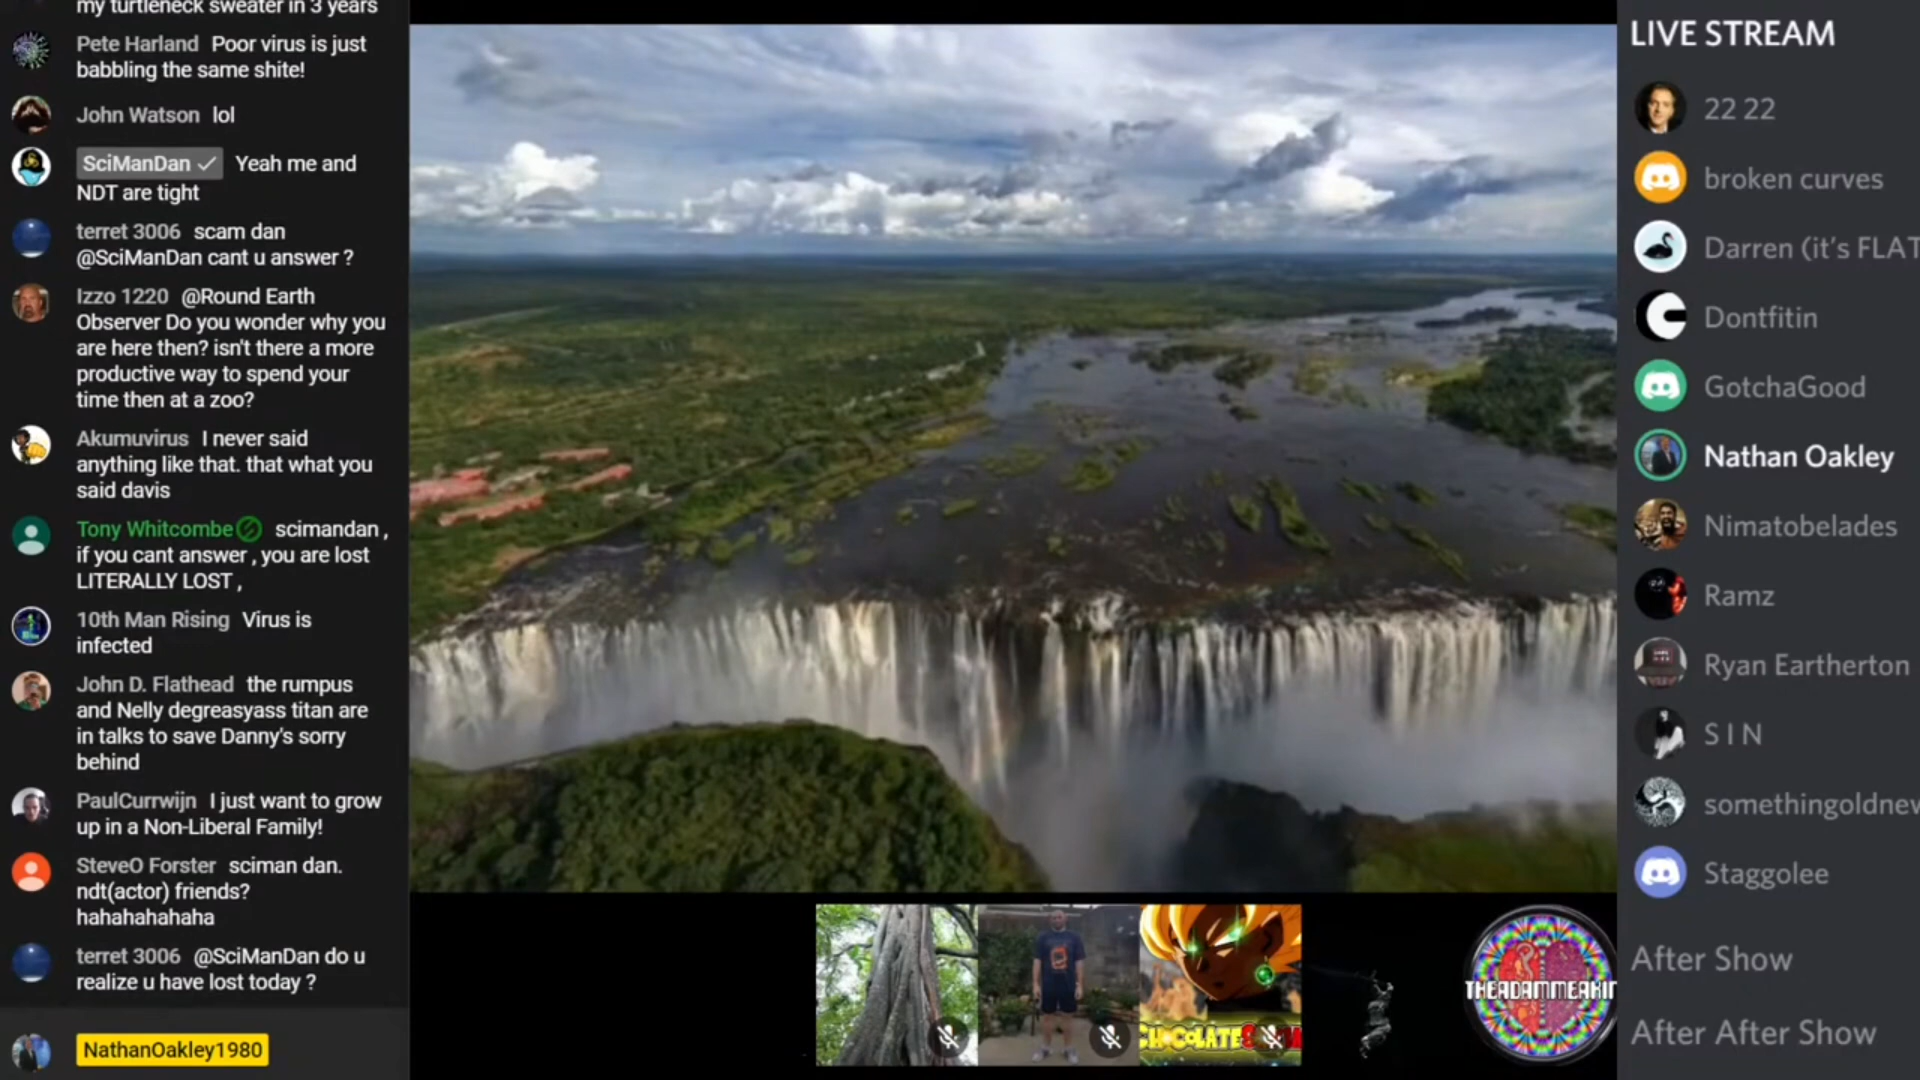 my turtleneck sweater in 3 years
Pete Harland Poor virus is just
babbling the same shite!
John Watson lol
SciManDan ✓ Yeah me and
NDT are tight
terret 3006 scam dan
@SciManDan cant u answer ?
Izzo 1220 @Round Earth
Observer Do you wonder why you
are here then? isn't there a more
productive way to spend your
time then at a zoo?
Akumuvirus I never said
anything like that. that what you
said davis
Tony Whitcombe scimandan ,
if you cant answer , you are lost
LITERALLY LOST ,
10th Man Rising Virus is
infected
John D. Flathead the rumpus
and Nelly degreasyass titan are
in talks to save Danny's sorry
behind
PaulCurrwijn I just want to grow
up in a Non-Liberal Family!
SteveO Forster sciman dan.
ndt(actor) friends?
hahahahahaha
terret 3006 @SciManDan do u
realize u have lost today ?
NathanOakley1980
THEADAMMEAKIN
LIVE STREAM
22 22
broken curves
Darren (it's FLAT
Dontfitin
GotchaGood
Nathan Oakley
Nimatobelades
Ramz
Ryan Eartherton
S I N
somethingoldnew
Staggolee
After Show
After After Show